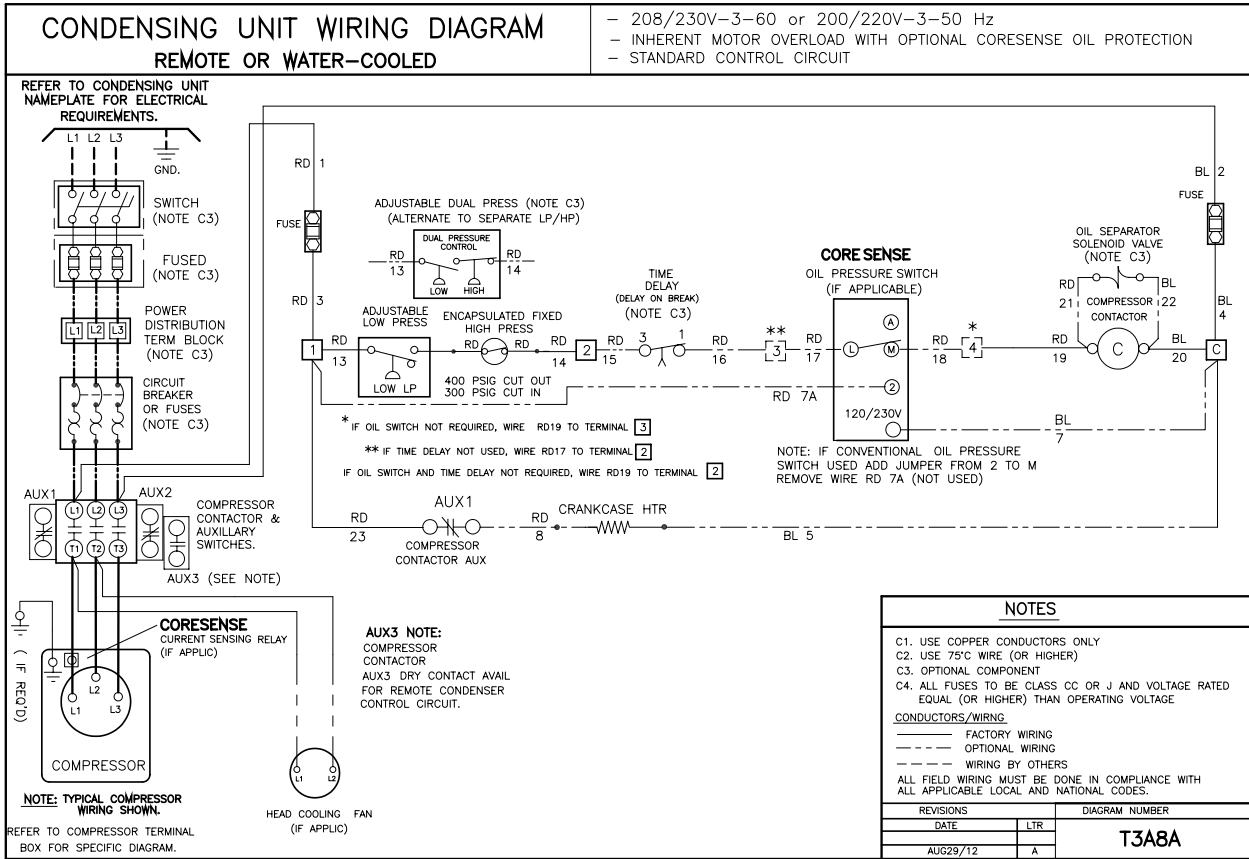 CONDENSING UNIT WIRING DIAGRAM
REMOTE OR WATER-COOLED
- 208/230V-3-60 or 200/220V-3-50 Hz
- INHERENT MOTOR OVERLOAD WITH OPTIONAL CORESENSE OIL PROTECTION
- STANDARD CONTROL CIRCUIT
REFER TO CONDENSING UNIT
NAMEPLATE FOR ELECTRICAL
REQUIREMENTS.
L1 L2 L3
GND.
SWITCH
(NOTE C3)
FUSED
(NOTE C3)
L1 L2 L3
POWER
DISTRIBUTION
TERM BLOCK
(NOTE C3)
CIRCUIT
BREAKER
OR FUSES
(NOTE C3)
AUX1
AUX2
L1 L2 L3
T1 T2 T3
COMPRESSOR
CONTACTOR &
AUXILLARY
SWITCHES.
AUX3 (SEE NOTE)
CORESENSE
CURRENT SENSING RELAY
(IF APPLIC)
( IF REQ'D)
L2
L1 L3
COMPRESSOR
NOTE: TYPICAL COMPRESSOR
WIRING SHOWN.
REFER TO COMPRESSOR TERMINAL
BOX FOR SPECIFIC DIAGRAM.
L1 L2
HEAD COOLING FAN
(IF APPLIC)
AUX3 NOTE:
COMPRESSOR
CONTACTOR
AUX3 DRY CONTACT AVAIL
FOR REMOTE CONDENSER
CONTROL CIRCUIT.
RD 1
FUSE
RD 3
1
ADJUSTABLE DUAL PRESS (NOTE C3)
(ALTERNATE TO SEPARATE LP/HP)
DUAL PRESSURE
CONTROL
RD
13
RD
14
LOW HIGH
ADJUSTABLE
LOW PRESS
RD
13
LOW LP
ENCAPSULATED FIXED
HIGH PRESS
RD RD
RD
14
400 PSIG CUT OUT
300 PSIG CUT IN
2
RD
15
TIME
DELAY
(DELAY ON BREAK)
(NOTE C3)
3 1
RD
16
**
3
RD
17
CORE SENSE
OIL PRESSURE SWITCH
(IF APPLICABLE)
A
L
M
2
120/230V
RD 7A
RD
18
*
4
RD
19
OIL SEPARATOR
SOLENOID VALVE
(NOTE C3)
RD
21
BL
22
COMPRESSOR
CONTACTOR
C
BL
20
C
BL 2
FUSE
BL
4
BL
7
* IF OIL SWITCH NOT REQUIRED, WIRE RD19 TO TERMINAL 3
** IF TIME DELAY NOT USED, WIRE RD17 TO TERMINAL 2
IF OIL SWITCH AND TIME DELAY NOT REQUIRED, WIRE RD19 TO TERMINAL 2
NOTE: IF CONVENTIONAL OIL PRESSURE
SWITCH USED ADD JUMPER FROM 2 TO M
REMOVE WIRE RD 7A (NOT USED)
RD
23
AUX1
COMPRESSOR
CONTACTOR AUX
RD
8
CRANKCASE HTR
BL 5
NOTES
C1. USE COPPER CONDUCTORS ONLY
C2. USE 75°C WIRE (OR HIGHER)
C3. OPTIONAL COMPONENT
C4. ALL FUSES TO BE CLASS CC OR J AND VOLTAGE RATED
EQUAL (OR HIGHER) THAN OPERATING VOLTAGE
CONDUCTORS/WIRNG
FACTORY WIRING
OPTIONAL WIRING
WIRING BY OTHERS
ALL FIELD WIRING MUST BE DONE IN COMPLIANCE WITH
ALL APPLICABLE LOCAL AND NATIONAL CODES.
REVISIONS
DIAGRAM NUMBER
DATE LTR
T3A8A
AUG29/12 A